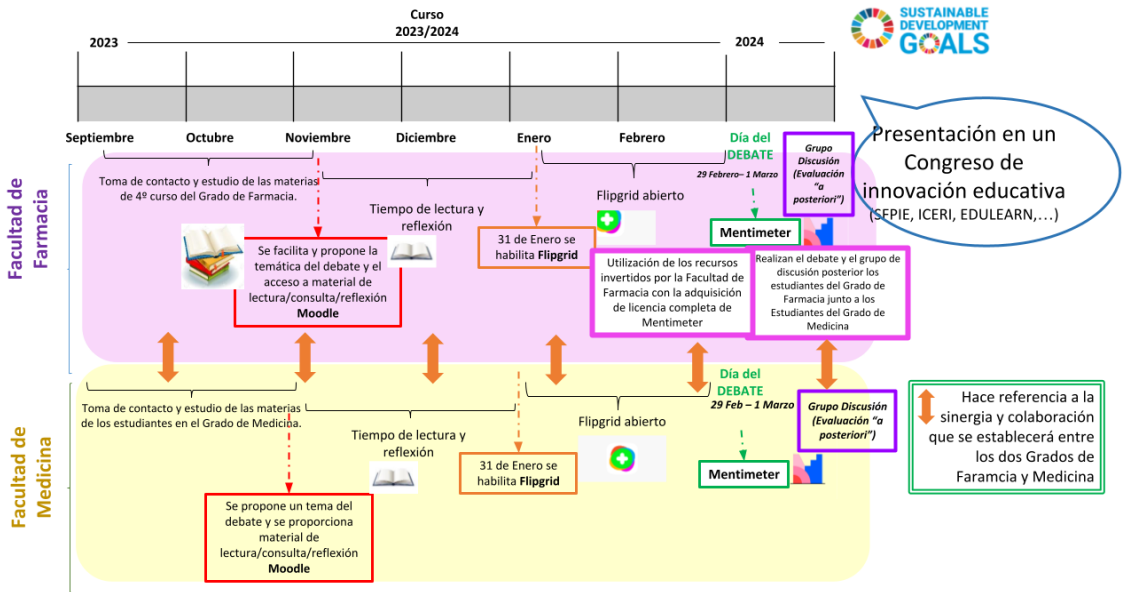 Curso
2023/2024
2023
2024
SUSTAINABLE
DEVELOPMENT
GOALS
Septiembre
Octubre
Noviembre
Diciembre
Enero
Febrero
Día del
DEBATE
29 Febrero– 1 Marzo
Grupo
Discusión
(Evaluación
“a
posteriori”)
Presentación en un
Congreso de
innovación educativa
(SFPIE, ICERI, EDULEARN,…)
Facultad de
Farmacia
Toma de contacto y estudio de las materias
de 4º curso del Grado de Farmacia.
Tiempo de lectura y
reflexión
Flipgrid abierto
Mentimeter
Se facilita y propone la
temática del debate y el
acceso a material de
lectura/consulta/reflexión
Moodle
31 de Enero se
habilita Flipgrid
Utilización de los recursos
invertidos por la Facultad de
Farmacia con la adquisición
de licencia completa de
Mentimeter
Realizan el debate y el grupo de
discusión posterior los
estudiantes del Grado de
Farmacia junto a los
Estudiantes del Grado de
Medicina
Facultad de
Medicina
Toma de contacto y estudio de las materias
de los estudiantes en el Grado de Medicina.
Tiempo de lectura y
reflexión
Flipgrid abierto
Día del
DEBATE
29 Feb – 1 Marzo
Grupo Discusión
(Evaluación “a
posteriori”)
31 de Enero se
habilita Flipgrid
Mentimeter
Se propone un tema del
debate y se proporciona
material de
lectura/consulta/reflexión
Moodle
Hace referencia a la
sinergia y colaboración
que se establecerá entre
los dos Grados de
Faramcia y Medicina